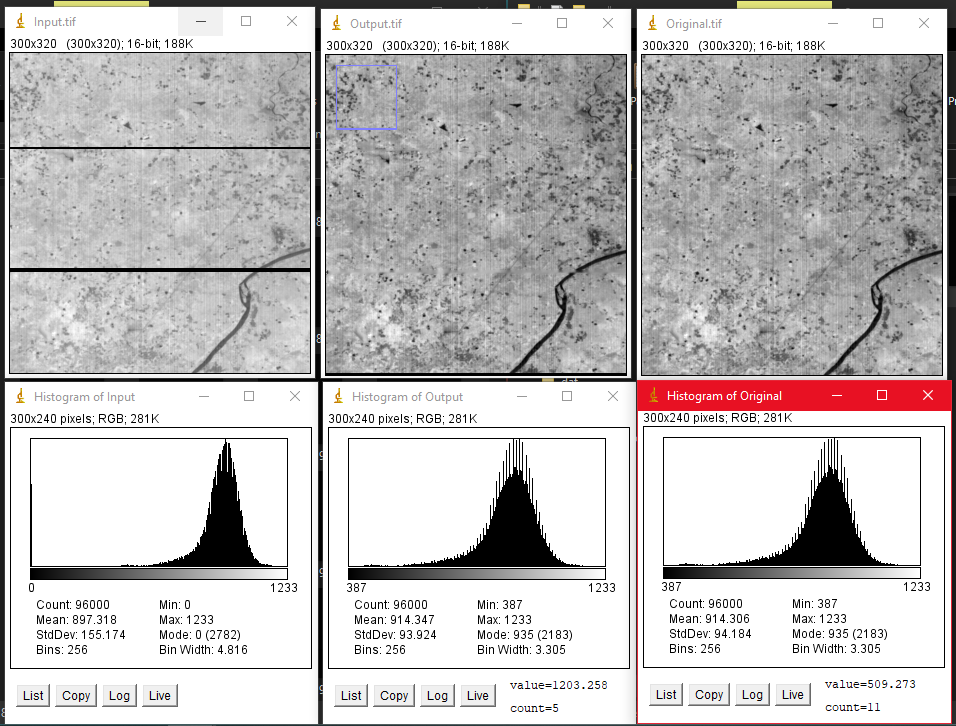 Input.tif
300x320 (300x320); 16-bit; 188K
Output.tif
300x320 (300x320); 16-bit; 188K
Original.tif
300x320 (300x320); 16-bit; 188K
Histogram of Input
300x240 pixels; RGB; 281K
0 1233
Count: 96000 Min: 0
Mean: 897.318 Max: 1233
StdDev: 155.174 Mode: 0 (2782)
Bins: 256 Bin Width: 4.816
List Copy Log Live
Histogram of Output
300x240 pixels; RGB; 281K
387 1233
Count: 96000 Min: 387
Mean: 914.347 Max: 1233
StdDev: 93.924 Mode: 935 (2183)
Bins: 256 Bin Width: 3.305
List Copy Log Live
value=1203.258
count=5
Histogram of Original
300x240 pixels; RGB; 281K
387 1233
Count: 96000 Min: 387
Mean: 914.306 Max: 1233
StdDev: 94.184 Mode: 935 (2183)
Bins: 256 Bin Width: 3.305
List Copy Log Live
value=509.273
count=11